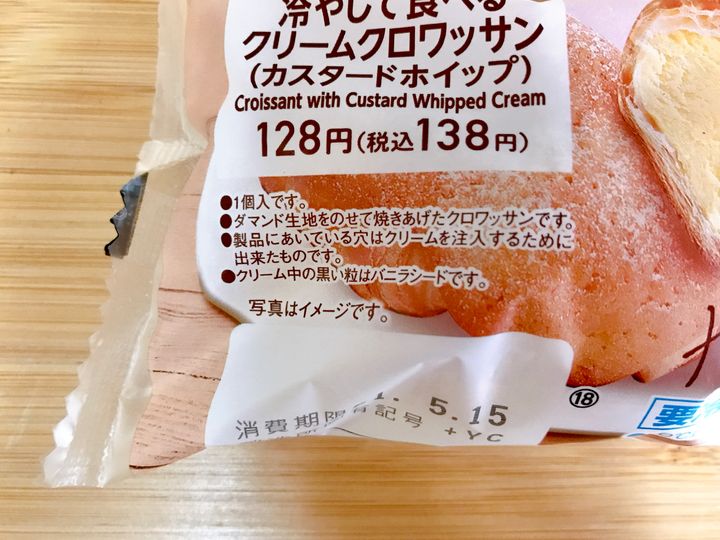 冷やして食べる
クリームクロワッサン
(カスタードホイップ)
Croissant with Custard Whipped Cream
128円(税込138円)
●1個入です。
●ダマンド生地をのせて焼きあげたクロワッサンです。
●製品にあいている穴はクリームを注入するために
出来たものです。
●クリーム中の黒い粒はバニラシードです。
写真はイメージです。
1. 5.15
消費期限 記号 +YC
⑱
要